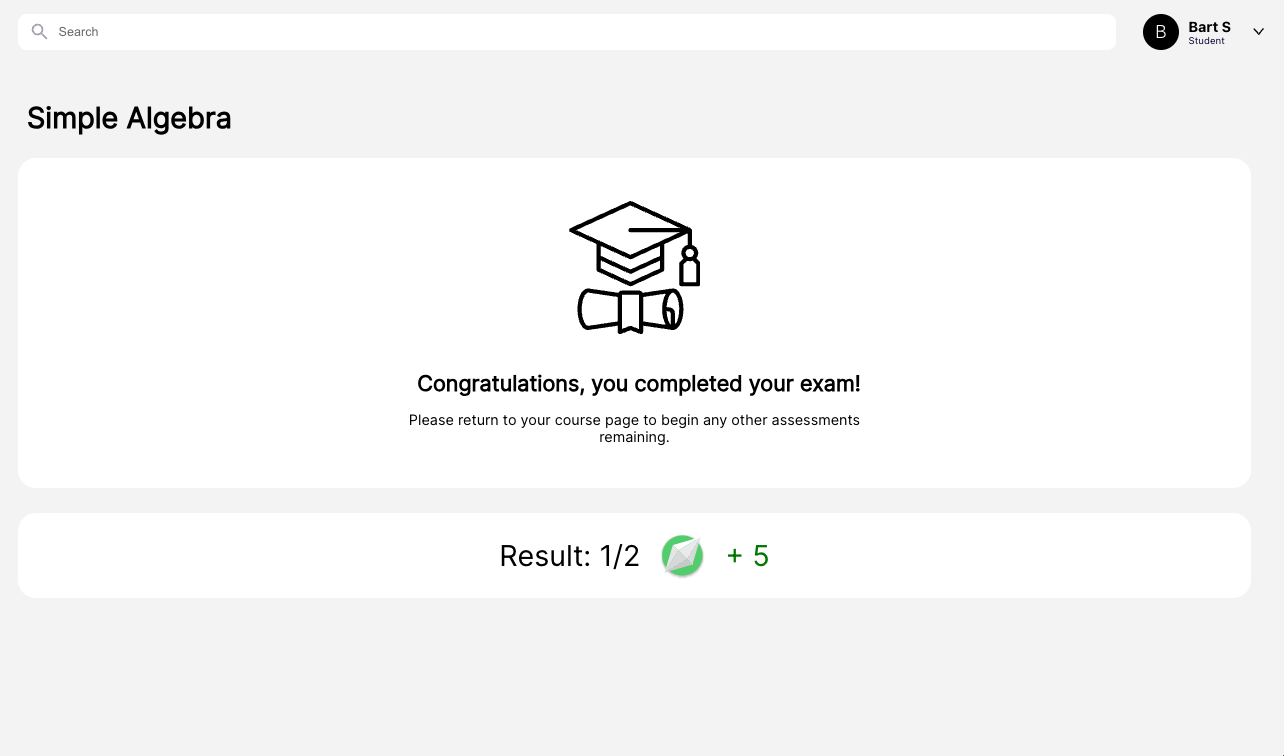 Search
B
Bart S
Student
Simple Algebra
Congratulations, you completed your exam!
Please return to your course page to begin any other assessments
remaining.
Result: 1/2 + 5